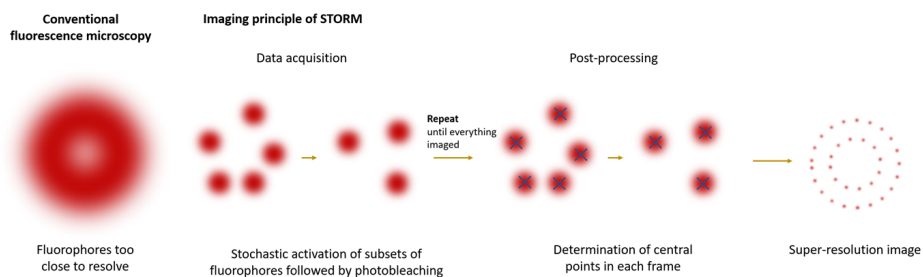 Conventional
fluorescence microscopy
Imaging principle of STORM
Data acquisition
Post-processing
Repeat
until everything
imaged
Fluorophores too
close to resolve
Stochastic activation of subsets of
fluorophores followed by photobleaching
Determination of central
points in each frame
Super-resolution image